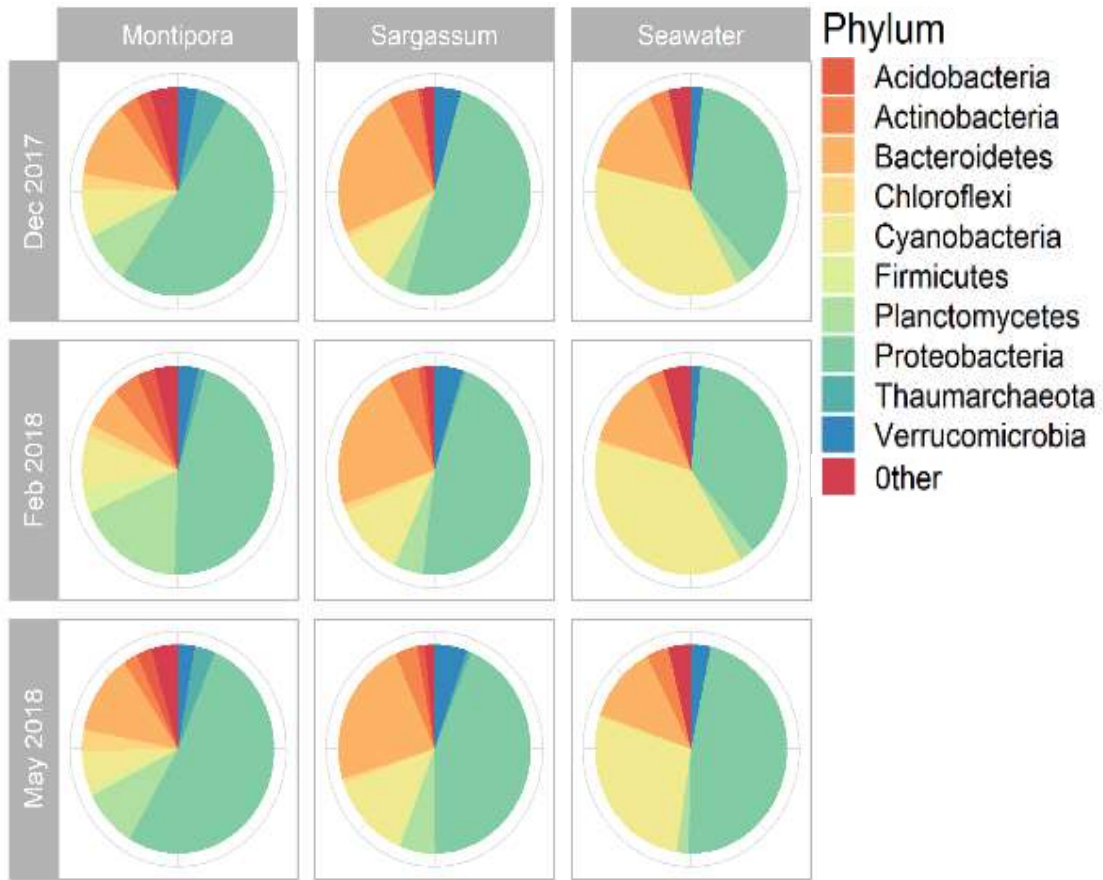 Montipora
Sargassum
Seawater
Dec 2017
Feb 2018
May 2018
Phylum
Acidobacteria
Actinobacteria
Bacteroidetes
Chloroflexi
Cyanobacteria
Firmicutes
Planctomycetes
Proteobacteria
Thaumarchaeota
Verrucomicrobia
0ther